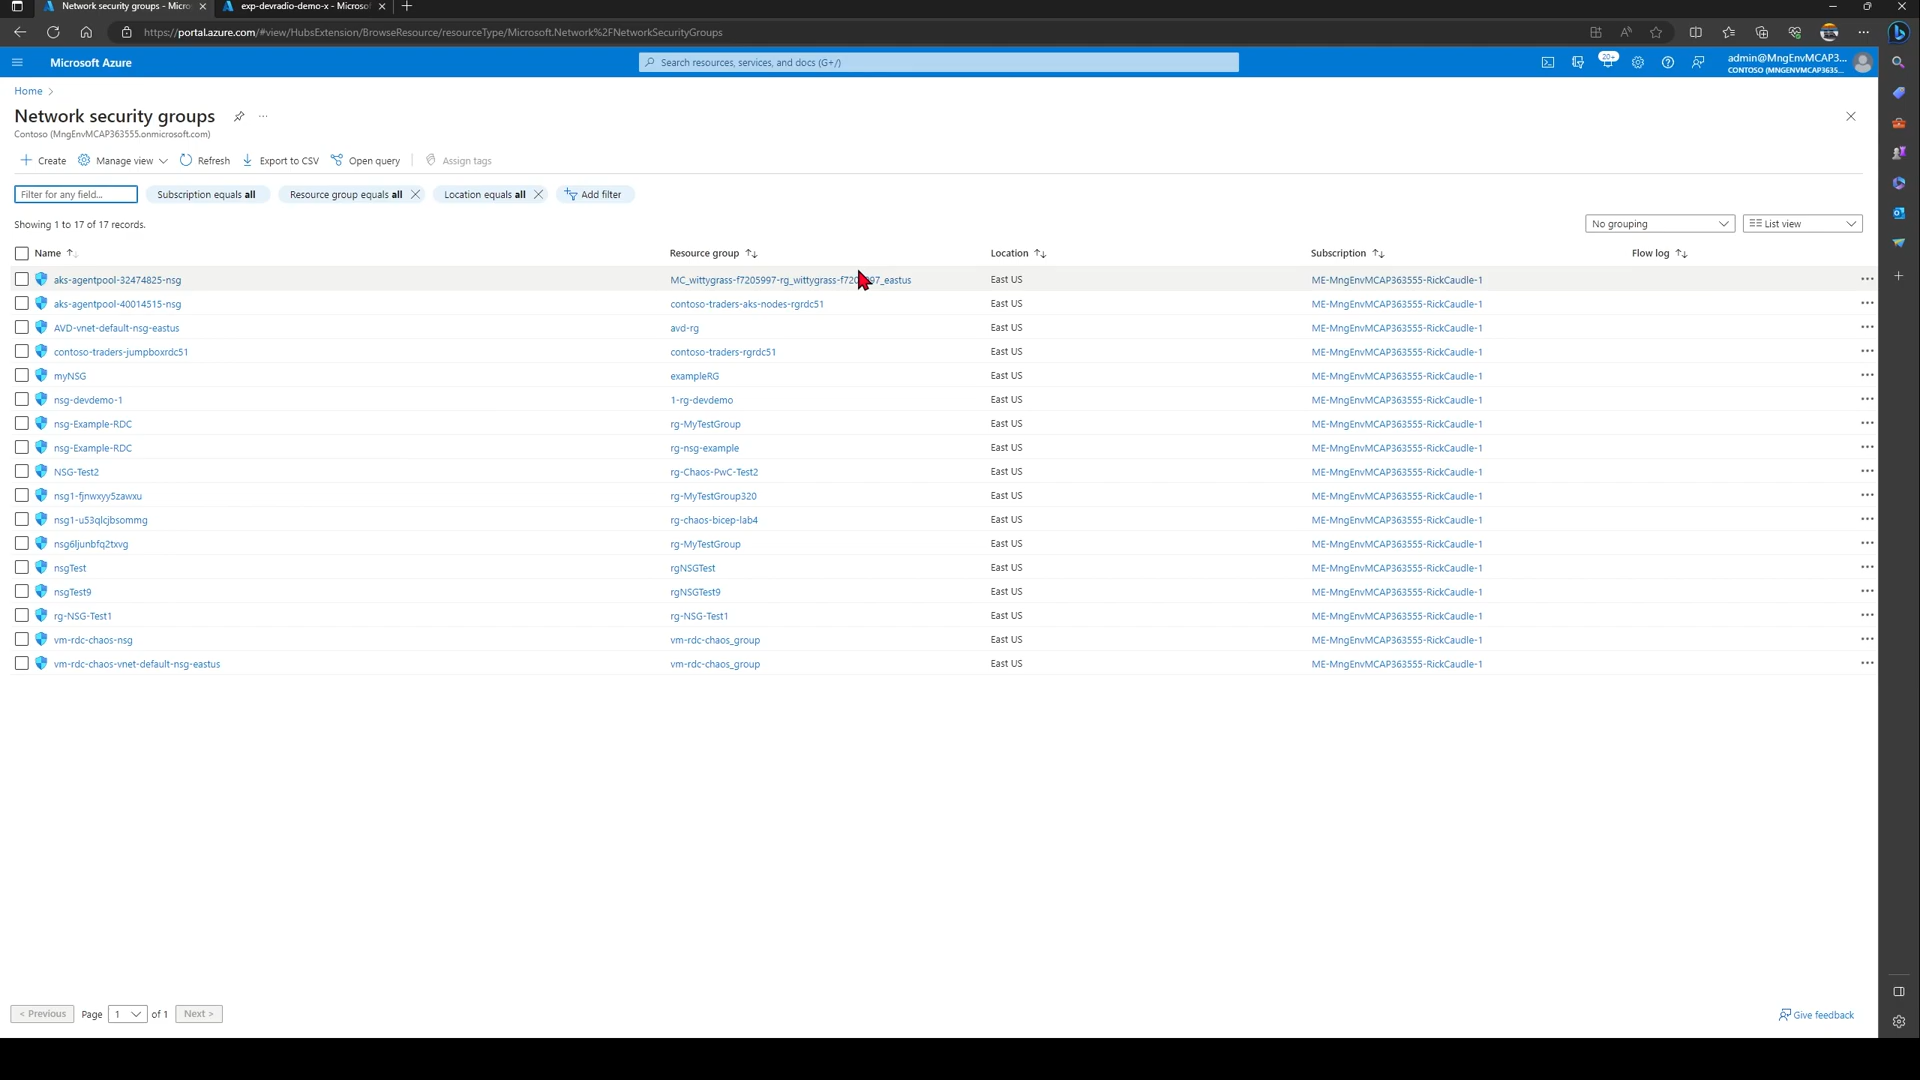 Network security groups - Micro
exp-devradio-demo-x - Microsof
https://portal.azure.com/#view/HubsExtension/BrowseResource/resourceType/Microsoft.Network%2FNetworkSecurityGroups
Microsoft Azure
Search resources, services, and docs (G+/)
20+
admin@MngEnvMCAP3...
CONTOSO (MNGENVMCAP3635...
Home
Network security groups
Contoso (MngEnvMCAP363555.onmicrosoft.com)
Create Manage view Refresh Export to CSV Open query Assign tags
Filter for any field... Subscription equals all Resource group equals all Location equals all Add filter
Showing 1 to 17 of 17 records. No grouping List view
Name Resource group Location Subscription Flow log
aks-agentpool-32474825-nsg MC_wittygrass-f7205997-rg_wittygrass-f7205997_eastus East US ME-MngEnvMCAP363555-RickCaudle-1
aks-agentpool-40014515-nsg contoso-traders-aks-nodes-rgrdc51 East US ME-MngEnvMCAP363555-RickCaudle-1
AVD-vnet-default-nsg-eastus avd-rg East US ME-MngEnvMCAP363555-RickCaudle-1
contoso-traders-jumpboxrdc51 contoso-traders-rgrdc51 East US ME-MngEnvMCAP363555-RickCaudle-1
myNSG exampleRG East US ME-MngEnvMCAP363555-RickCaudle-1
nsg-devdemo-1 1-rg-devdemo East US ME-MngEnvMCAP363555-RickCaudle-1
nsg-Example-RDC rg-MyTestGroup East US ME-MngEnvMCAP363555-RickCaudle-1
nsg-Example-RDC rg-nsg-example East US ME-MngEnvMCAP363555-RickCaudle-1
NSG-Test2 rg-Chaos-PwC-Test2 East US ME-MngEnvMCAP363555-RickCaudle-1
nsg1-fjnwxyy5zawxu rg-MyTestGroup320 East US ME-MngEnvMCAP363555-RickCaudle-1
nsg1-u53qlcjbsommg rg-chaos-bicep-lab4 East US ME-MngEnvMCAP363555-RickCaudle-1
nsg6ljunbfq2txvg rg-MyTestGroup East US ME-MngEnvMCAP363555-RickCaudle-1
nsgTest rgNSGTest East US ME-MngEnvMCAP363555-RickCaudle-1
nsgTest9 rgNSGTest9 East US ME-MngEnvMCAP363555-RickCaudle-1
rg-NSG-Test1 rg-NSG-Test1 East US ME-MngEnvMCAP363555-RickCaudle-1
vm-rdc-chaos-nsg vm-rdc-chaos_group East US ME-MngEnvMCAP363555-RickCaudle-1
vm-rdc-chaos-vnet-default-nsg-eastus vm-rdc-chaos_group East US ME-MngEnvMCAP363555-RickCaudle-1
< Previous Page 1 of 1 Next > Give feedback